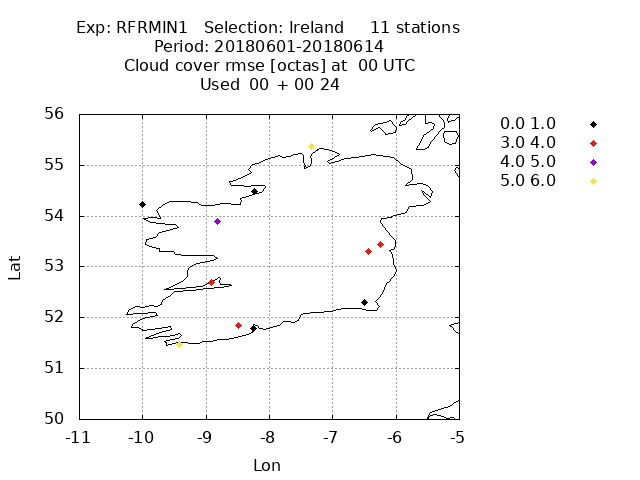 Exp: RFRMIN1 Selection: Ireland 11 stations
Period: 20180601-20180614
Cloud cover rmse [octas] at 00 UTC
Used 00 + 00 24
56
55
54
53
52
51
50
Lat
-11 -10 -9 -8 -7 -6 -5
Lon
0.0 1.0
3.0 4.0
4.0 5.0
5.0 6.0